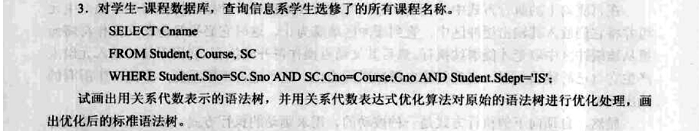 3. 对学生-课程数据库，查询信息系学生选修了的所有课程名称。
SELECT Cname
FROM Student, Course, SC
WHERE Student.Sno=SC.Sno AND SC.Cno=Course.Cno AND Student.Sdept='IS';
试画出用关系代数表示的语法树，并用关系代数表达式优化算法对原始的语法树进行优化处理，画
出优化后的标准语法树。